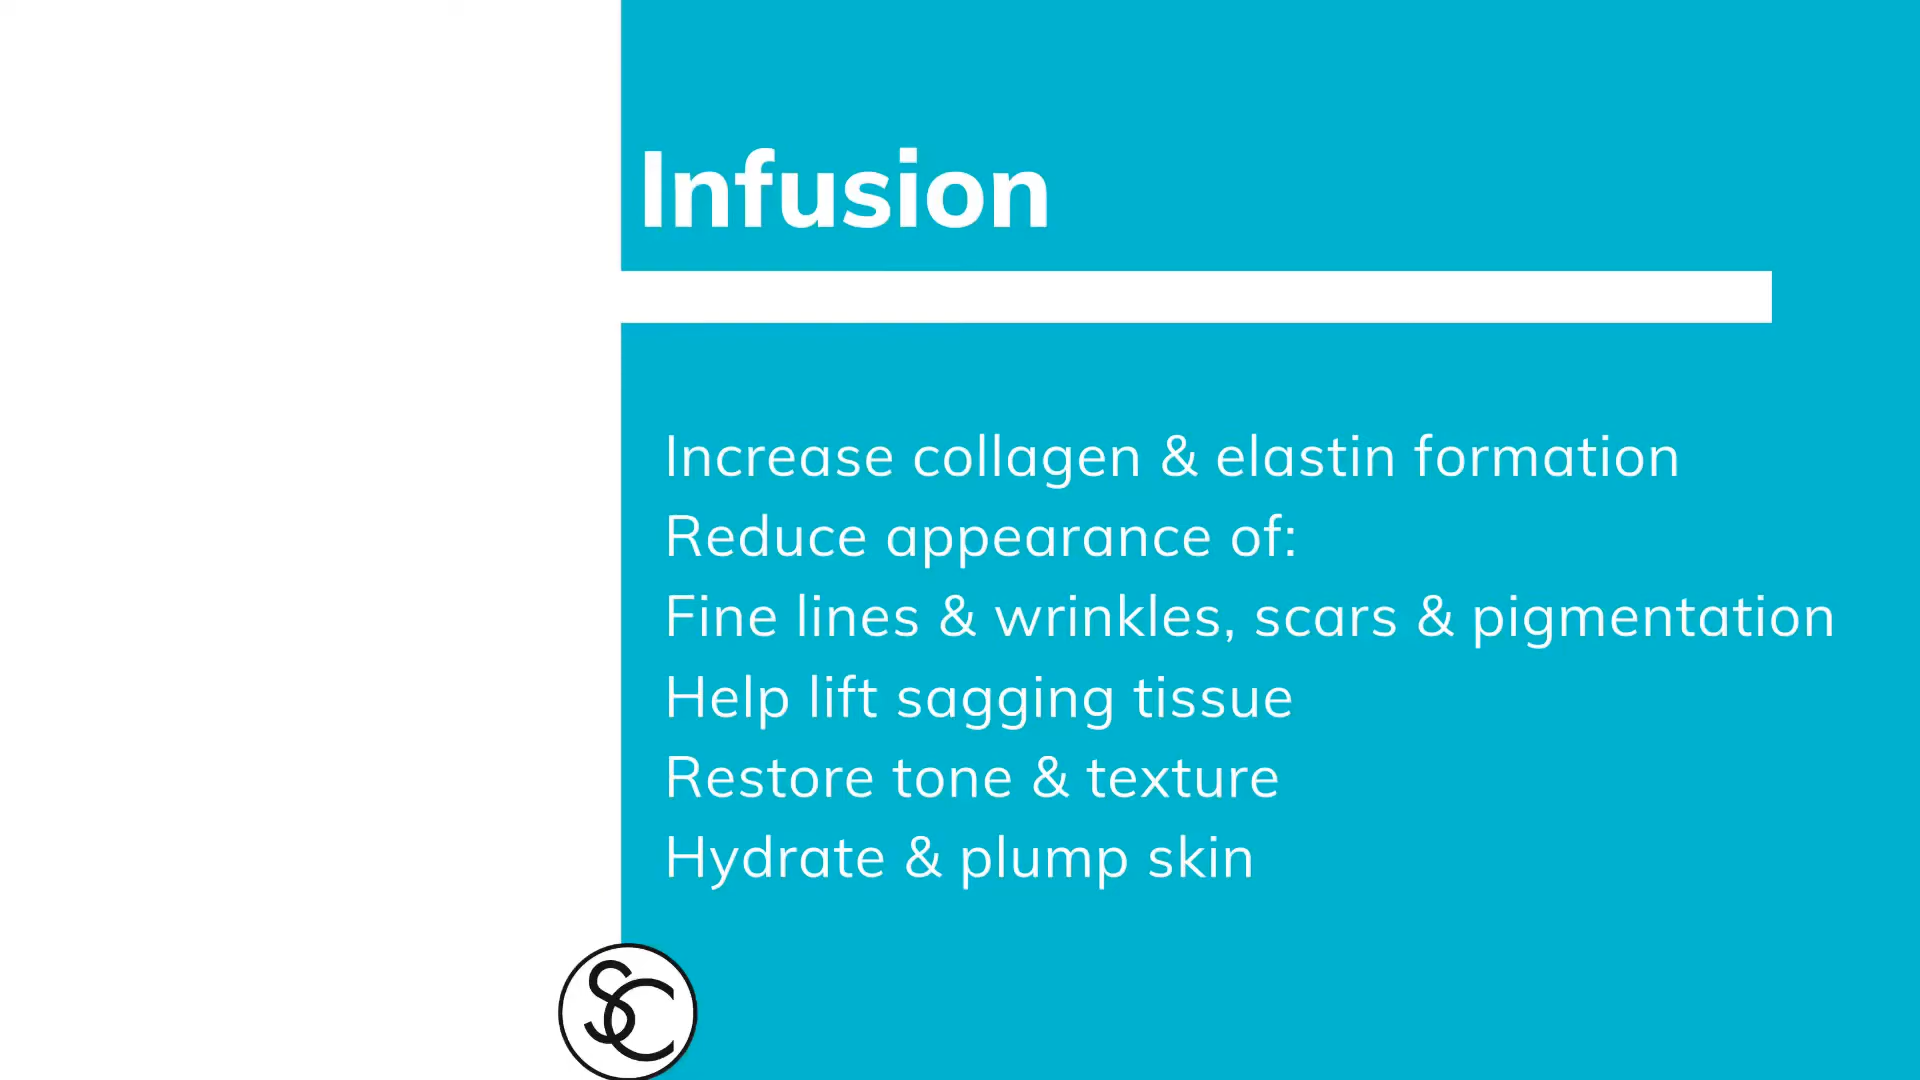 Infusion
Increase collagen & elastin formation
Reduce appearance of:
Fine lines & wrinkles, scars & pigmentation
Help lift sagging tissue
Restore tone & texture
Hydrate & plump skin
SC